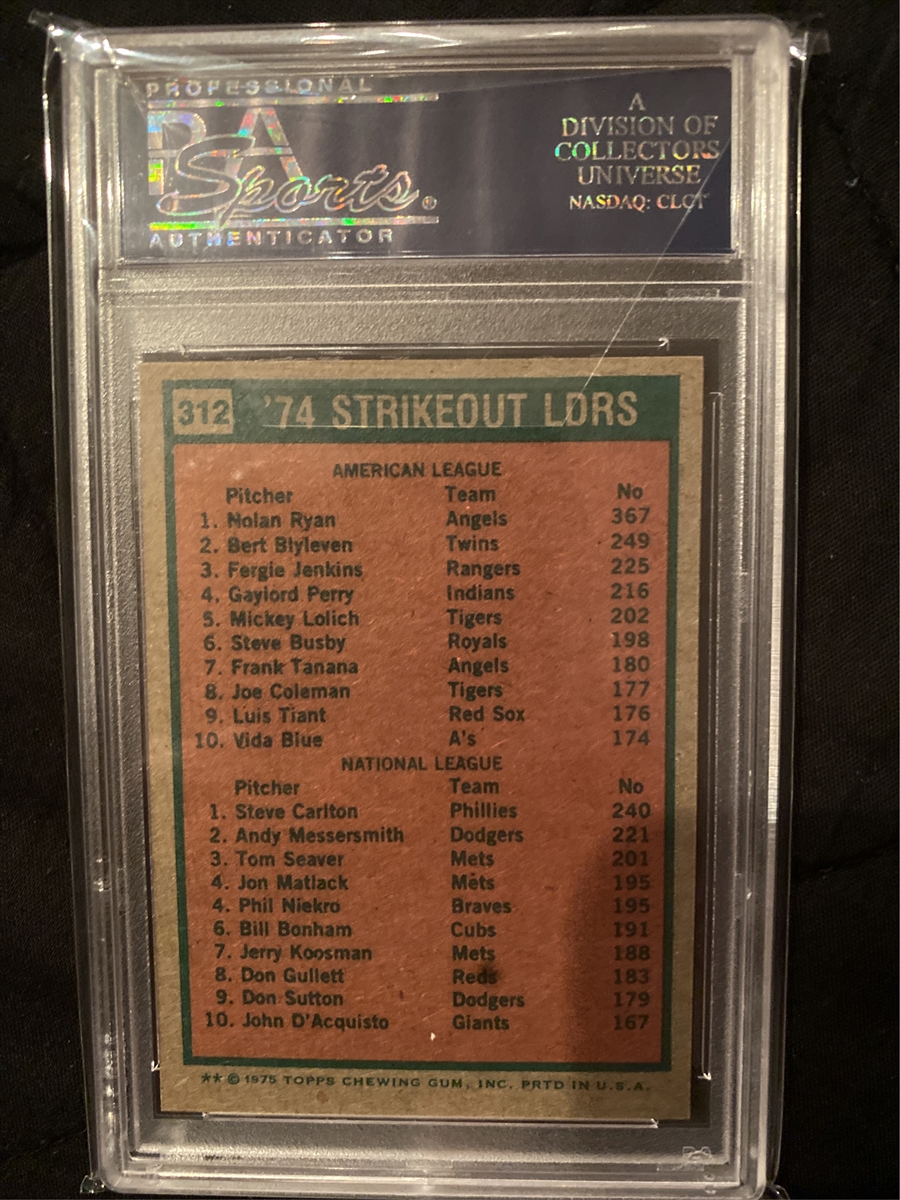 PROFESSIONAL
PSA
Sports®
AUTHENTICATOR
A
DIVISION OF
COLLECTORS
UNIVERSE
NASDAQ: CLCT
312 '74 STRIKEOUT LDRS
AMERICAN LEAGUE
Pitcher Team No
1. Nolan Ryan Angels 367
2. Bert Blyleven Twins 249
3. Fergie Jenkins Rangers 225
4. Gaylord Perry Indians 216
5. Mickey Lolich Tigers 202
6. Steve Busby Royals 198
7. Frank Tanana Angels 180
8. Joe Coleman Tigers 177
9. Luis Tiant Red Sox 176
10. Vida Blue A's 174
NATIONAL LEAGUE
Pitcher Team No
1. Steve Carlton Phillies 240
2. Andy Messersmith Dodgers 221
3. Tom Seaver Mets 201
4. Jon Matlack Mets 195
4. Phil Niekro Braves 195
6. Bill Bonham Cubs 191
7. Jerry Koosman Mets 188
8. Don Gullett Reds 183
9. Don Sutton Dodgers 179
10. John D'Acquisto Giants 167
** © 1975 TOPPS CHEWING GUM, INC. PRTD IN U.S.A.